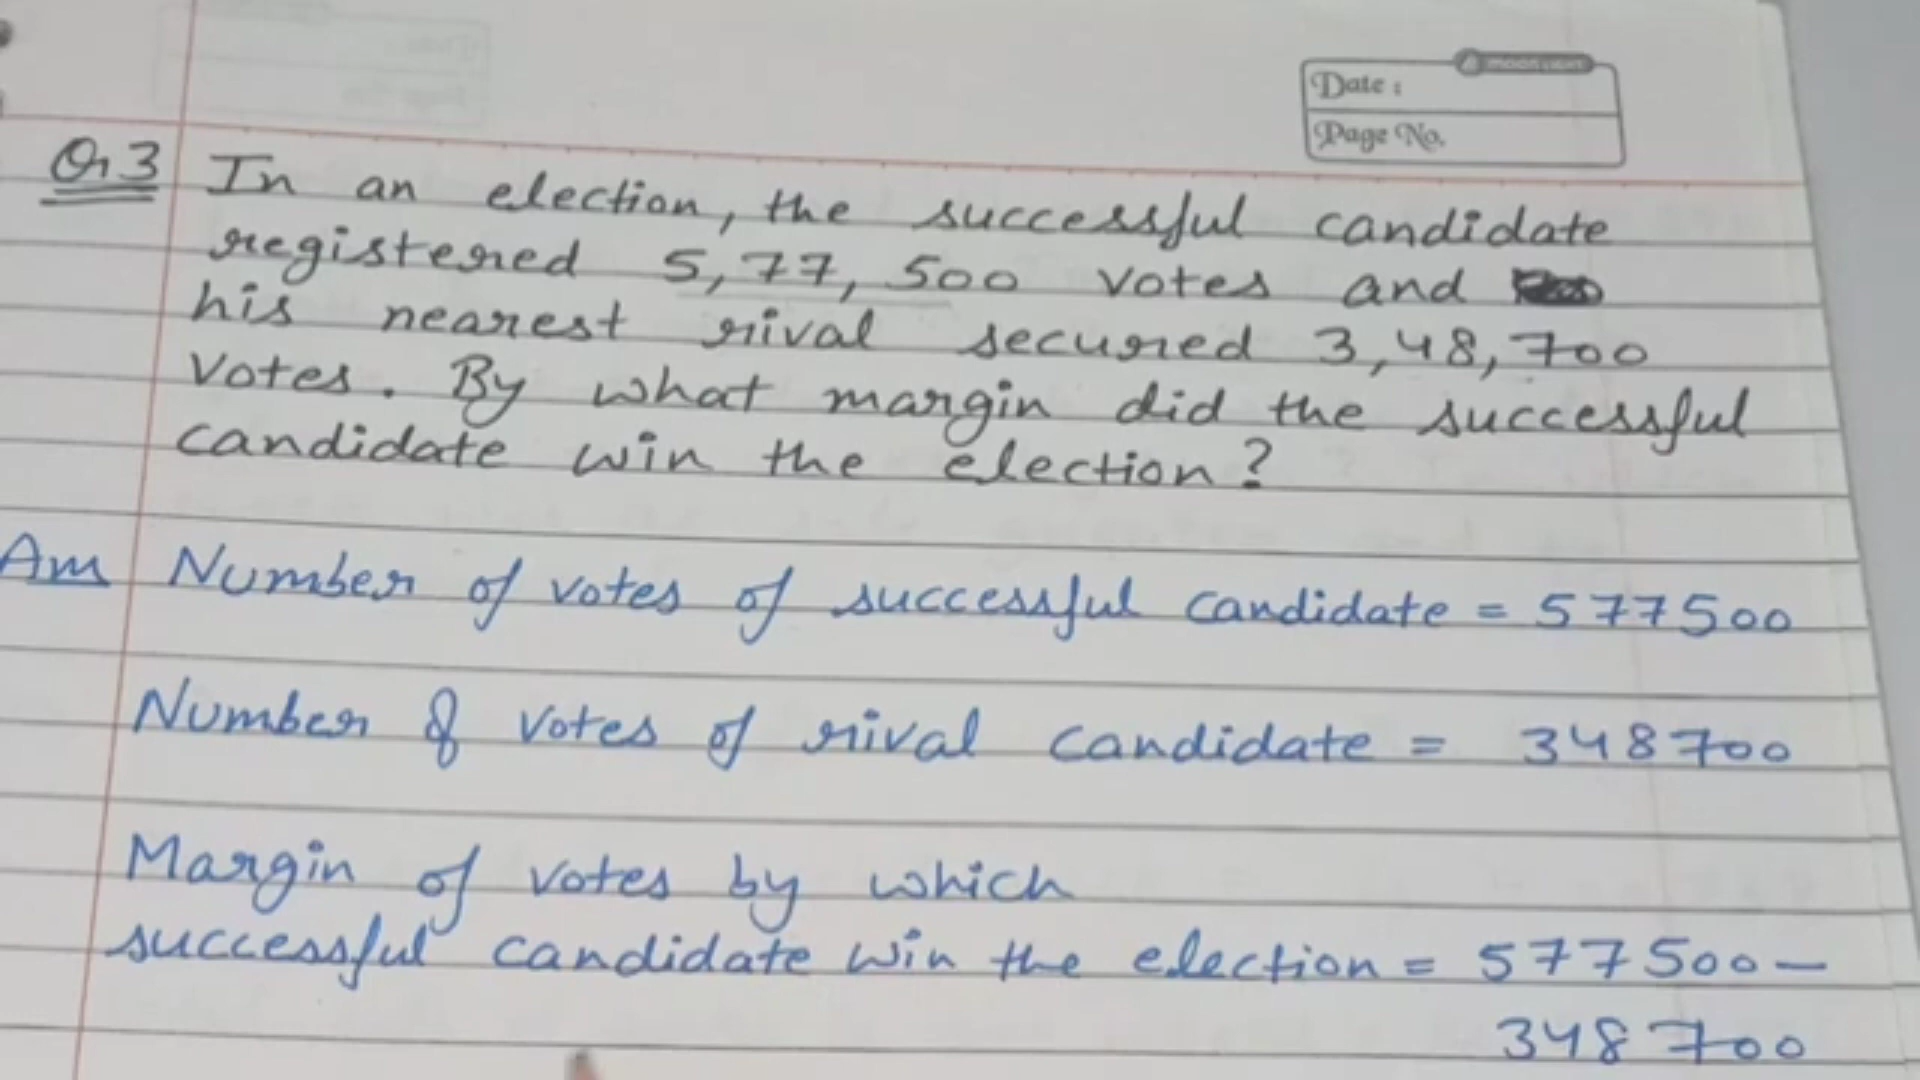 Date :
Page No.
Qn 3 In an election, the successful candidate
registered 5,77,500 votes and
his nearest rival secured 3,48,700
votes. By what margin did the successful
candidate win the election?
Ans Number of votes of successful candidate = 577500
Number of votes of rival candidate = 348700
Margin of votes by which
successful candidate win the election = 577500 -
348700